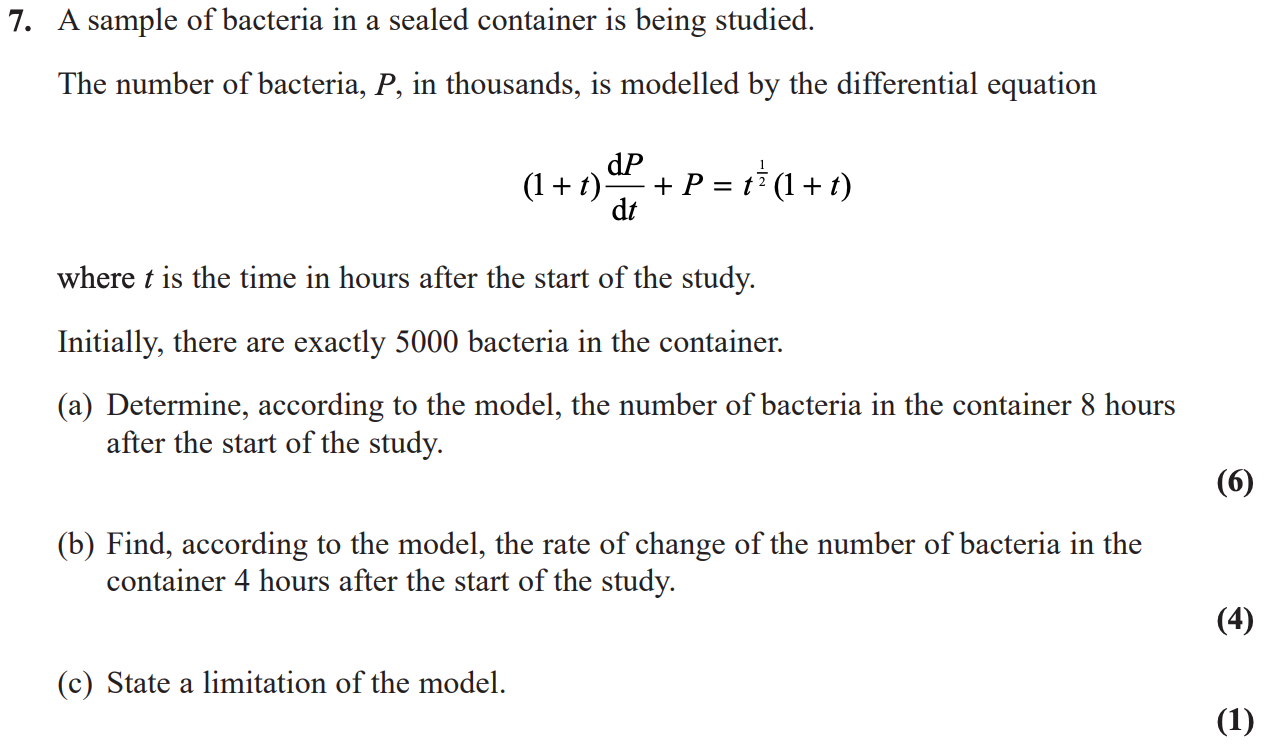 7. A sample of bacteria in a sealed container is being studied.
The number of bacteria, P, in thousands, is modelled by the differential equation
(1 + t) dP/dt + P = t^(1/2) (1 + t)
where t is the time in hours after the start of the study.
Initially, there are exactly 5000 bacteria in the container.
(a) Determine, according to the model, the number of bacteria in the container 8 hours
after the start of the study.
(6)
(b) Find, according to the model, the rate of change of the number of bacteria in the
container 4 hours after the start of the study.
(4)
(c) State a limitation of the model.
(1)